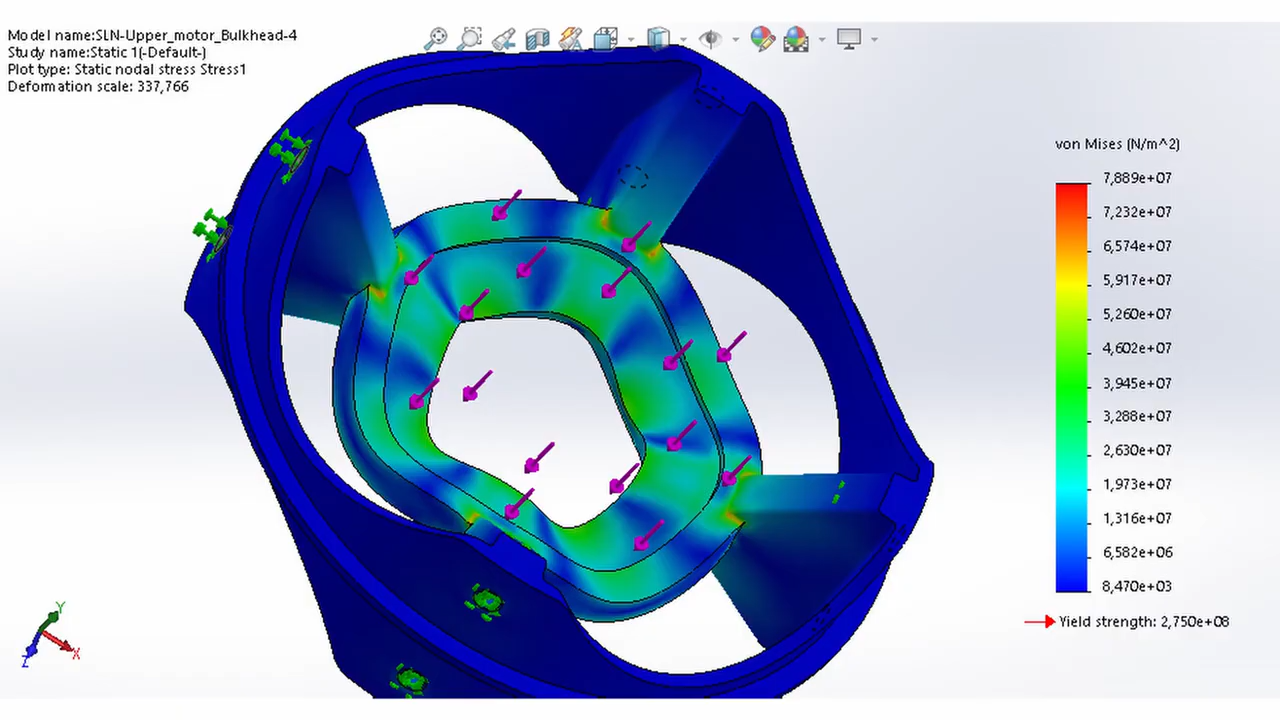 Model name:SLN-Upper_motor_Bulkhead-4
Study name:Static 1(-Default-)
Plot type: Static nodal stress Stress1
Deformation scale: 337,766
von Mises (N/m^2)
7,889e+07
7,232e+07
6,574e+07
5,917e+07
5,260e+07
4,602e+07
3,945e+07
3,288e+07
2,630e+07
1,973e+07
1,316e+07
6,582e+06
8,470e+03
Yield strength: 2,750e+08
Y
X
Z